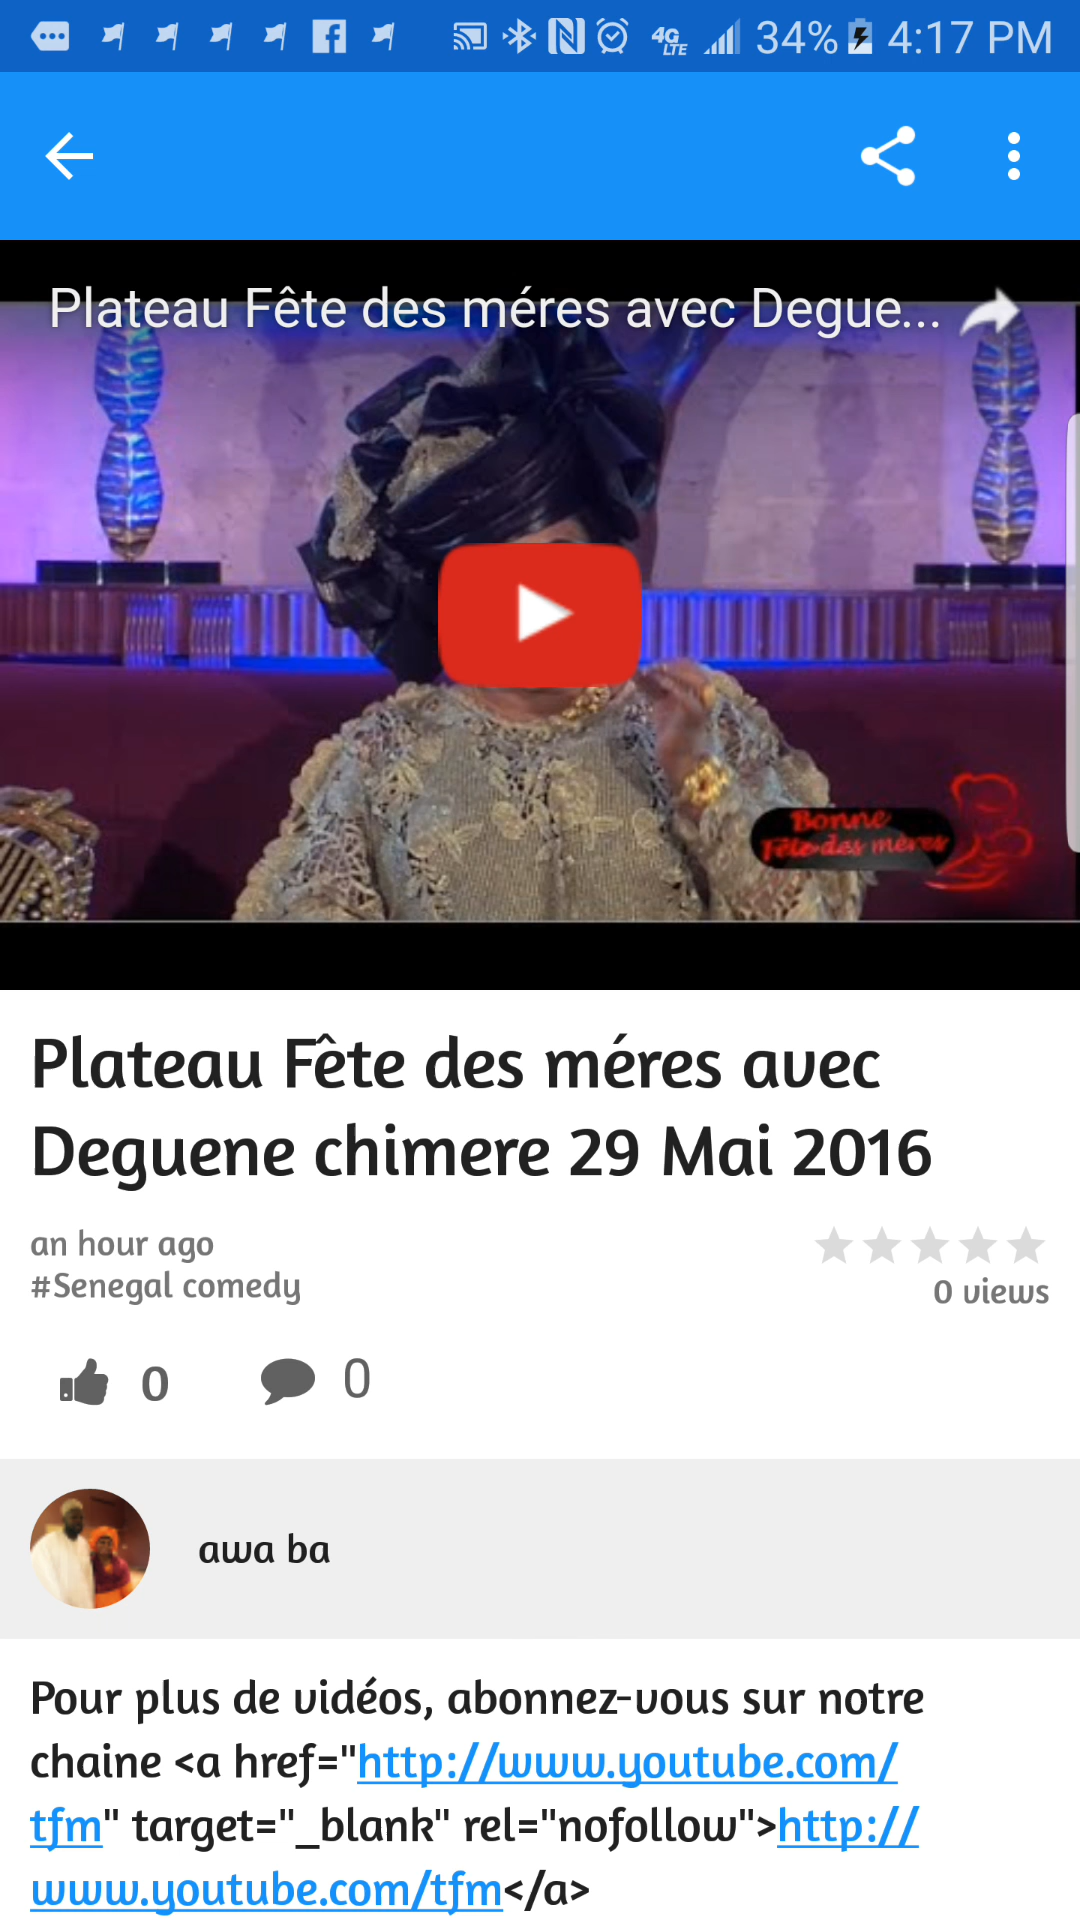 4G LTE 34% 4:17 PM
Plateau Fête des méres avec Degue...
Bonne
Fête des mères
Plateau Fête des méres avec
Deguene chimere 29 Mai 2016
an hour ago
#Senegal comedy
0 views
0 0
awa ba
Pour plus de vidéos, abonnez-vous sur notre
chaine <a href="http://www.youtube.com/
tfm" target="_blank" rel="nofollow">http://
www.youtube.com/tfm</a>